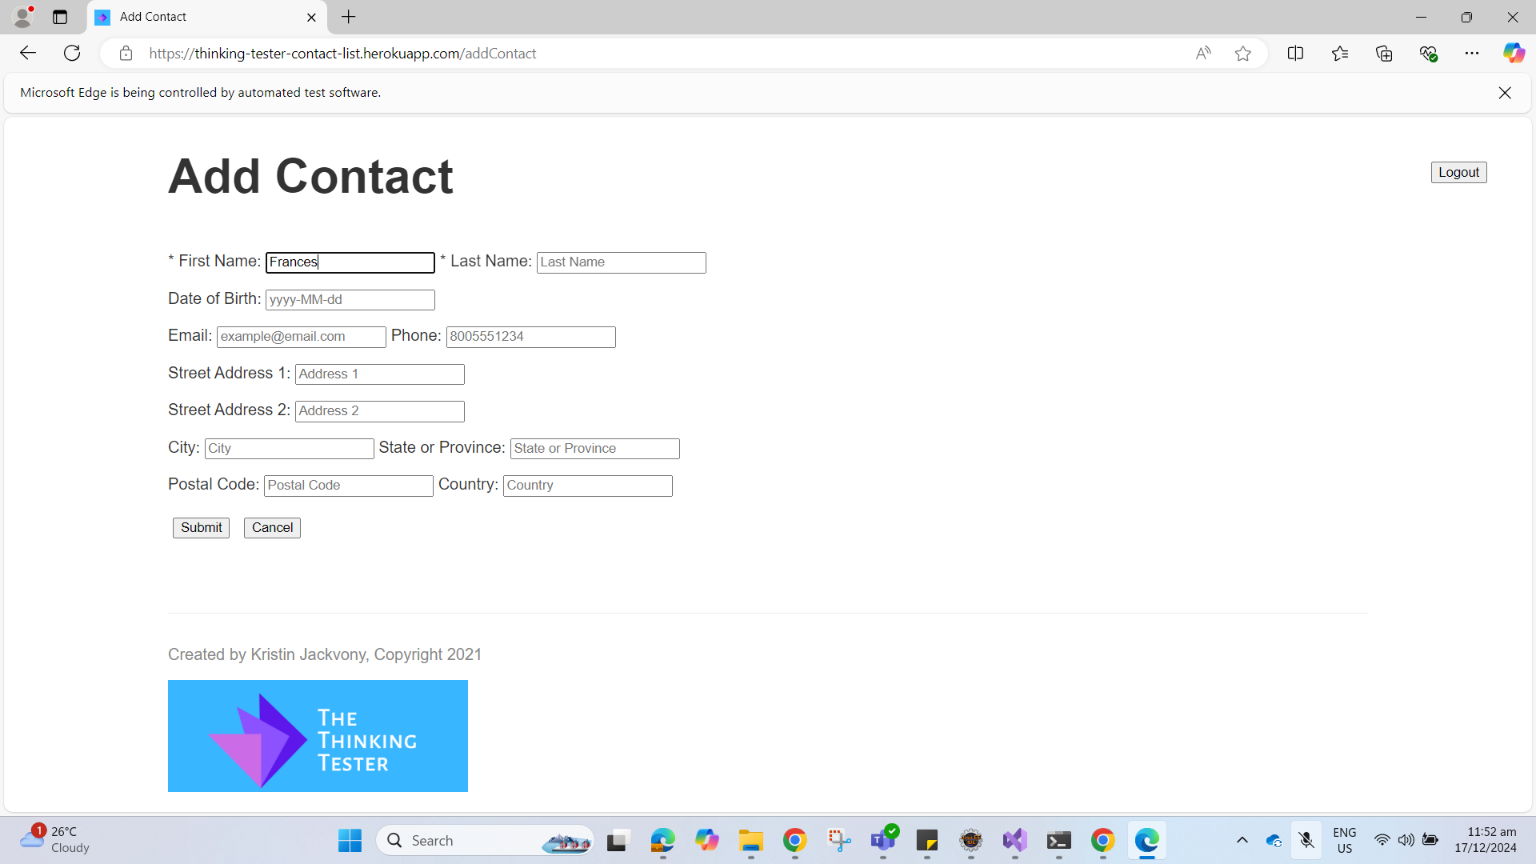 Add Contact
https://thinking-tester-contact-list.herokuapp.com/addContact
Microsoft Edge is being controlled by automated test software.
Add Contact
Logout
* First Name: Frances * Last Name: Last Name
Date of Birth: yyyy-MM-dd
Email: example@email.com Phone: 8005551234
Street Address 1: Address 1
Street Address 2: Address 2
City: City State or Province: State or Province
Postal Code: Postal Code Country: Country
Submit Cancel
Created by Kristin Jackvony, Copyright 2021
THE
THINKING
TESTER
1 26°C
Cloudy
Search
ENG
US
11:52 am
17/12/2024